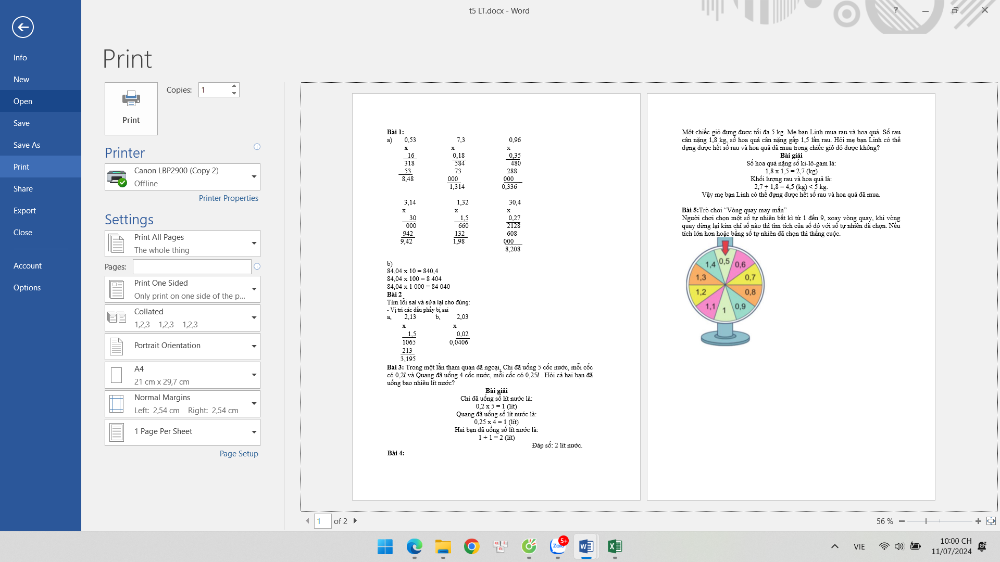 t5 LT.docx - Word
?
Info
New
Open
Save
Save As
Print
Share
Export
Close
Account
Options
Print
Print
Copies: 1
Printer
Canon LBP2900 (Copy 2)
Offline
Printer Properties
Settings
Print All Pages
The whole thing
Pages:
Print One Sided
Only print on one side of the p...
Collated
1,2,3 1,2,3 1,2,3
Portrait Orientation
A4
21 cm x 29,7 cm
Normal Margins
Left: 2,54 cm Right: 2,54 cm
1 Page Per Sheet
Page Setup
Bài 1:
a) 0,53 7,3 0,96
x x x
16 0,18 0,35
318 584 480
53 73 288
8,48 000 000
1,314 0,336
3,14 1,32 30,4
x x x
30 1,5 0,27
000 660 2128
942 132 608
9,42 1,98 000
8,208
b)
84,04 x 10 = 840,4
84,04 x 100 = 8 404
84,04 x 1 000 = 84 040
Bài 2
Tìm lỗi sai và sửa lại cho đúng:
- Vị trí các dấu phẩy bị sai
a, 2,13 b, 2,03
x x
1,5 0,02
1065 0,0406
213
3,195
Bài 3: Trong một lần tham quan dã ngoại, Chi đã uống 5 cốc nước, mỗi cốc
có 0,2l và Quang đã uống 4 cốc nước, mỗi cốc có 0,25l . Hỏi cả hai bạn đã
uống bao nhiêu lít nước?
Bài giải
Chi đã uống số lít nước là:
0,2 x 5 = 1 (lít)
Quang đã uống số lít nước là:
0,25 x 4 = 1 (lít)
Hai bạn đã uống số lít nước là:
1 + 1 = 2 (lít)
Đáp số: 2 lít nước.
Bài 4:
Một chiếc giỏ đựng được tối đa 5 kg. Mẹ bạn Linh mua rau và hoa quả. Số rau
cân nặng 1,8 kg, số hoa quả cân nặng gấp 1,5 lần rau. Hỏi mẹ bạn Linh có thể
đựng được hết số rau và hoa quả đã mua trong chiếc giỏ đó được không?
Bài giải
Số hoa quả nặng số ki-lô-gam là:
1,8 x 1,5 = 2,7 (kg)
Khối lượng rau và hoa quả là:
2,7 + 1,8 = 4,5 (kg) < 5 kg.
Vậy mẹ bạn Linh có thể đựng được hết số rau và hoa quả đã mua.
Bài 5:Trò chơi “Vòng quay may mắn”
Người chơi chọn một số tự nhiên bất kì từ 1 đến 9, xoay vòng quay, khi vòng
quay dừng lại kim chỉ số nào thì tìm tích của số đó với số tự nhiên đã chọn. Nếu
tích lớn hơn hoặc bằng số tự nhiên đã chọn thì thắng cuộc.
0,5
0,6
0,7
0,8
0,9
1
1,1
1,2
1,3
1,4
1 of 2
56 %
u n i
Zalo
5+
VIE
10:00 CH
11/07/2024